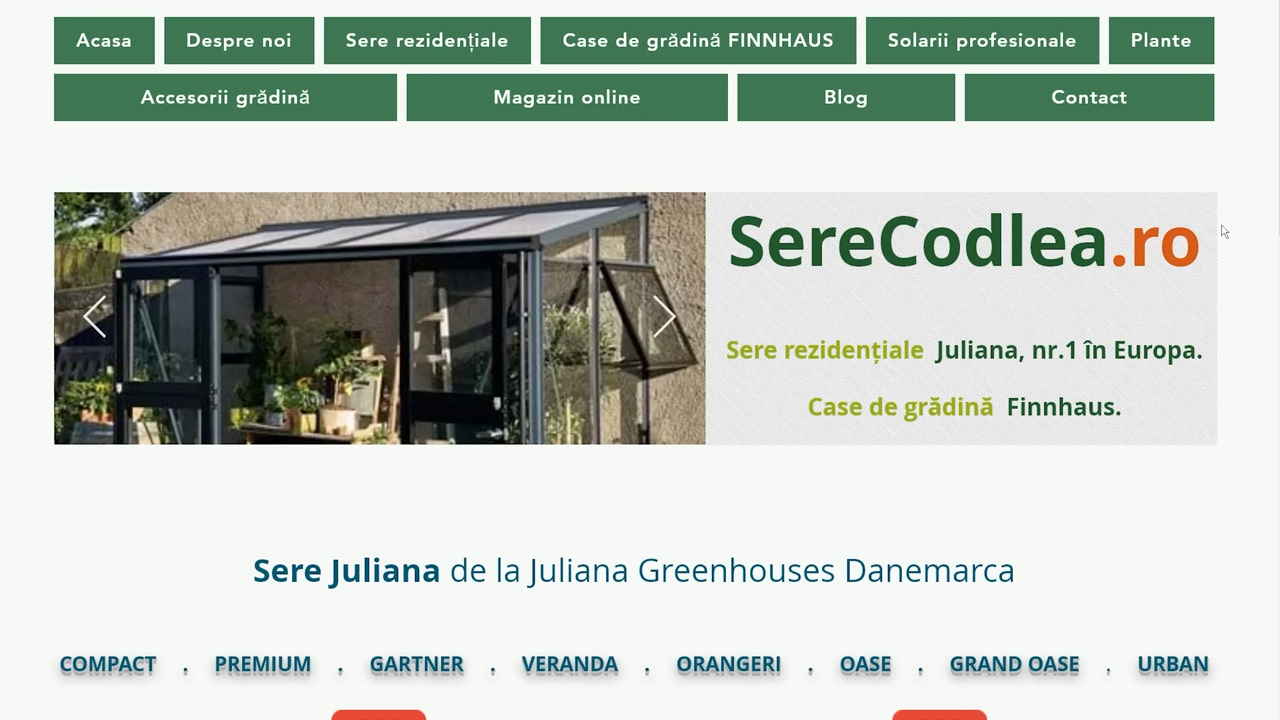 Acasa Despre noi Sere rezidențiale Case de grădină FINNHAUS Solarii profesionale Plante
Accesorii grădină Magazin online Blog Contact
SereCodlea.ro
Sere rezidențiale Juliana, nr.1 în Europa.
Case de grădină Finnhaus.
Sere Juliana de la Juliana Greenhouses Danemarca
COMPACT . PREMIUM . GARTNER . VERANDA . ORANGERI . OASE . GRAND OASE . URBAN